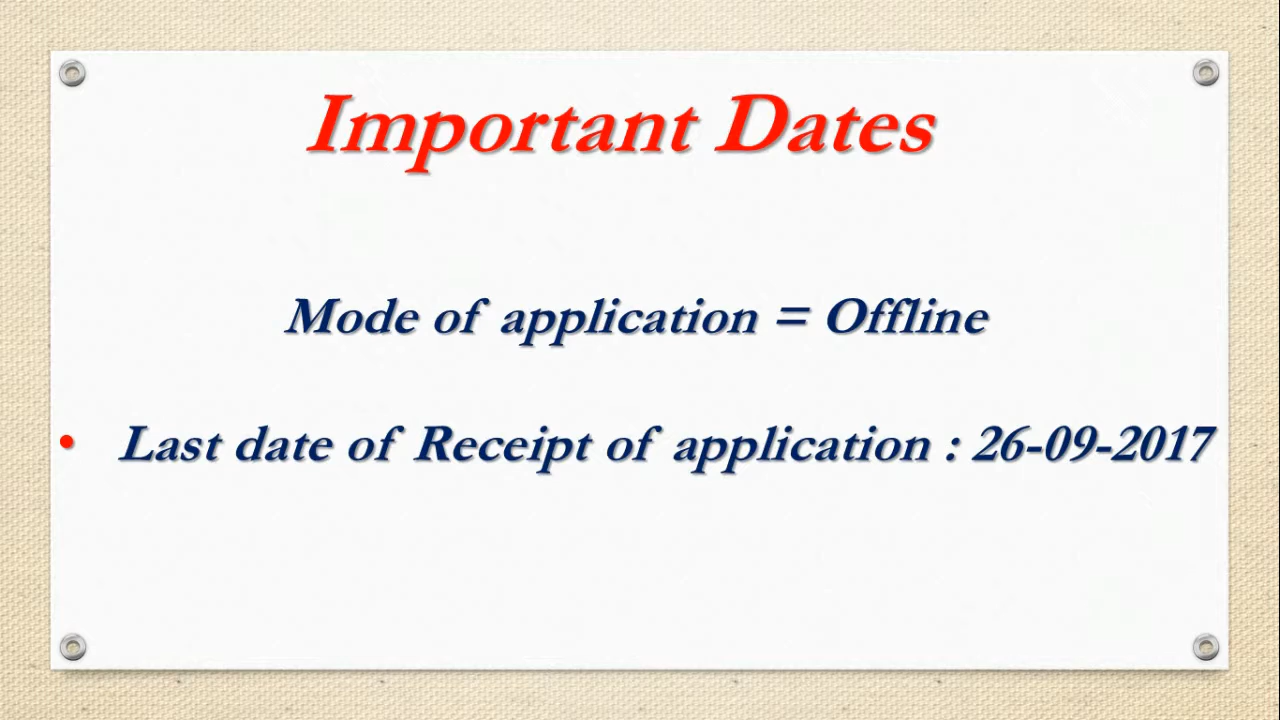 Important Dates
Mode of application = Offline
• Last date of Receipt of application : 26-09-2017